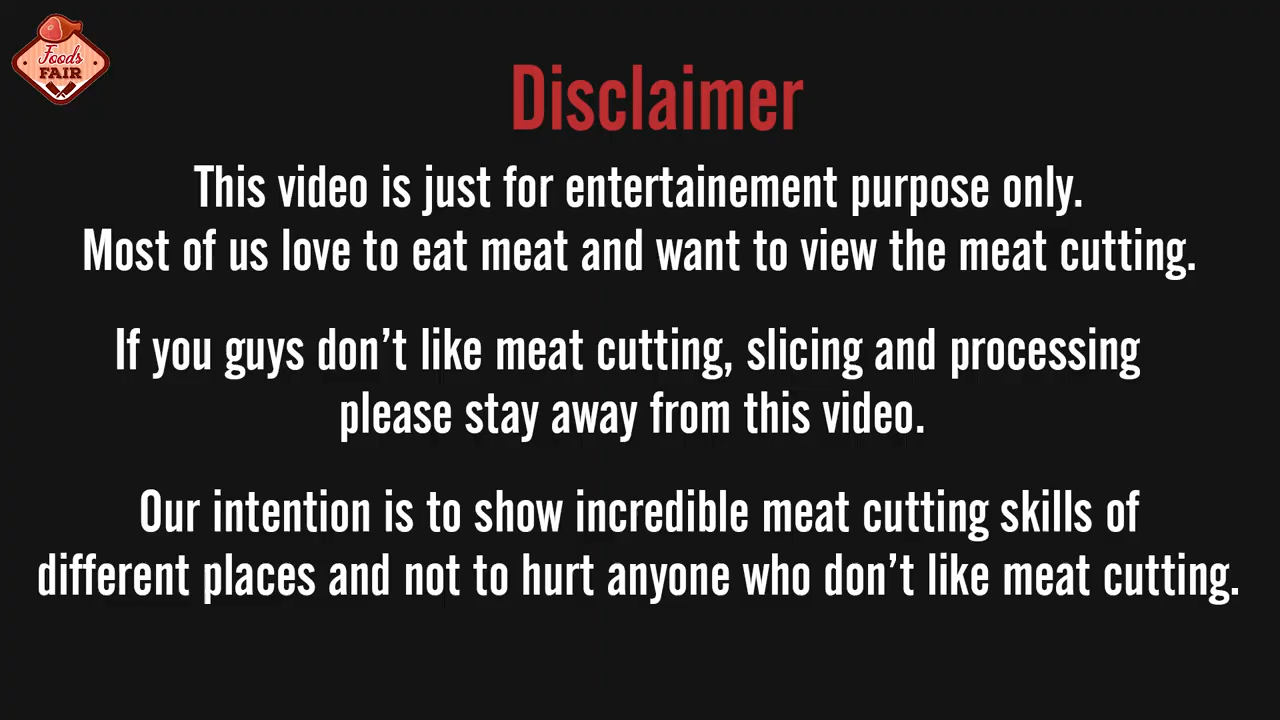 Foods
FAIR
Disclaimer
This video is just for entertainement purpose only.
Most of us love to eat meat and want to view the meat cutting.
If you guys don’t like meat cutting, slicing and processing
please stay away from this video.
Our intention is to show incredible meat cutting skills of
different places and not to hurt anyone who don’t like meat cutting.